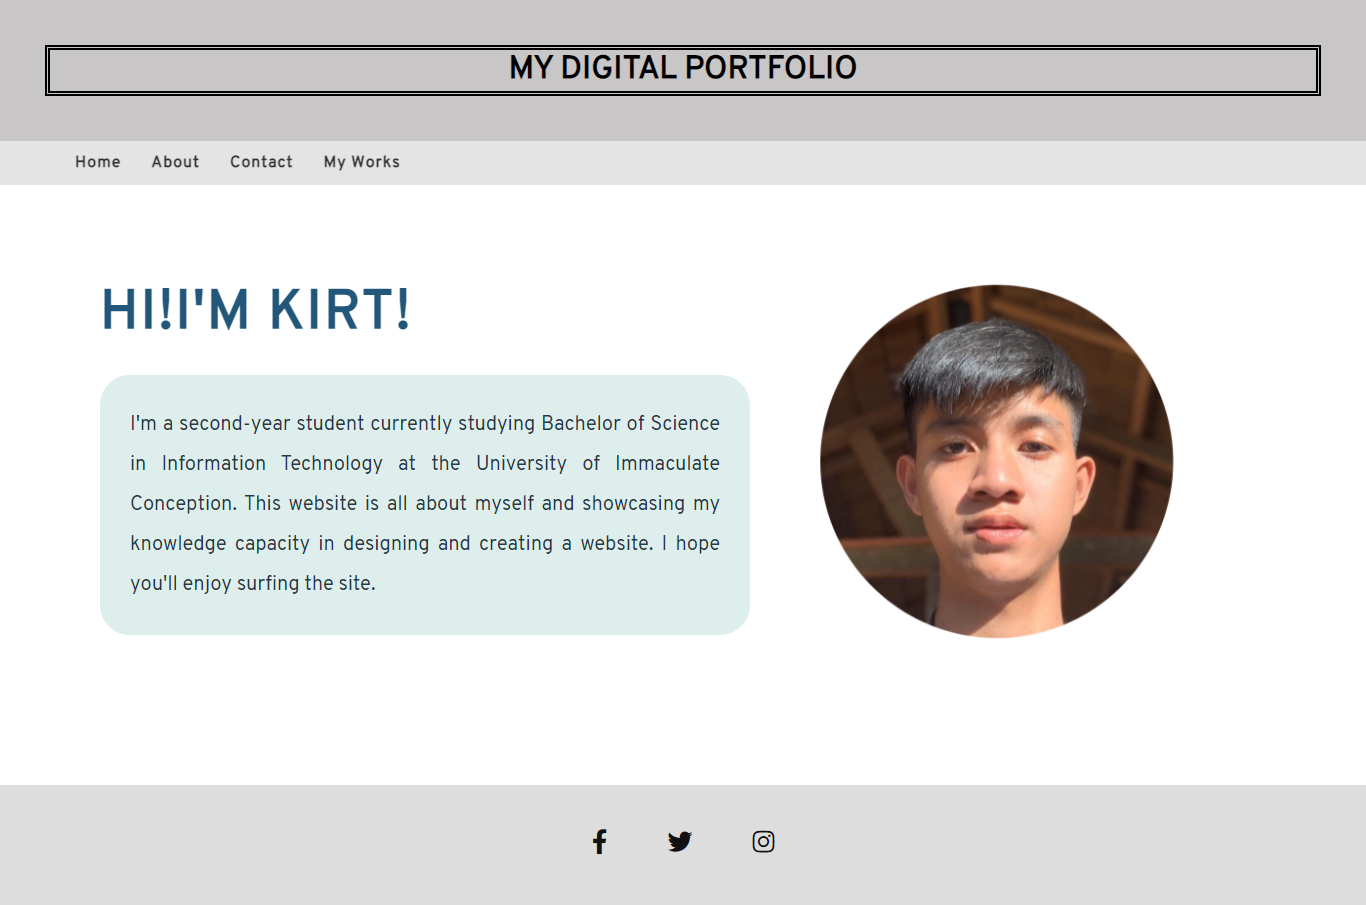 MY DIGITAL PORTFOLIO
Home About Contact My Works
HI!I'M KIRT!
I'm a second-year student currently studying Bachelor of Science
in Information Technology at the University of Immaculate
Conception. This website is all about myself and showcasing my
knowledge capacity in designing and creating a website. I hope
you'll enjoy surfing the site.